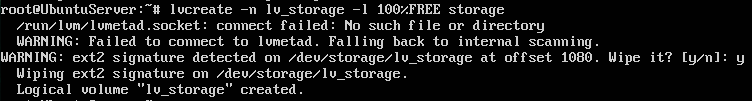 root@UbuntuServer:~# lvcreate -n lv_storage -l 100%FREE storage
/run/lvm/lvmetad.socket: connect failed: No such file or directory
WARNING: Failed to connect to lvmetad. Falling back to internal scanning.
WARNING: ext2 signature detected on /dev/storage/lv_storage at offset 1080. Wipe it? [y/n]: y
Wiping ext2 signature on /dev/storage/lv_storage.
Logical volume "lv_storage" created.